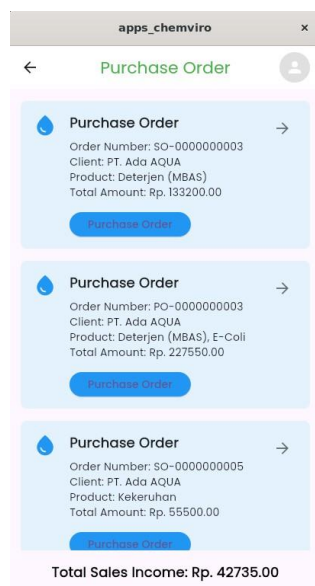 apps_chemviro ×
Purchase Order
Purchase Order
Order Number: SO-0000000003
Client: PT. Ada AQUA
Product: Deterjen (MBAS)
Total Amount: Rp. 133200.00
Purchase Order
Purchase Order
Order Number: PO-0000000003
Client: PT. Ada AQUA
Product: Deterjen (MBAS), E-Coli
Total Amount: Rp. 227550.00
Purchase Order
Purchase Order
Order Number: SO-0000000005
Client: PT. Ada AQUA
Product: Kekeruhan
Total Amount: Rp. 55500.00
Purchase Order
Total Sales Income: Rp. 42735.00